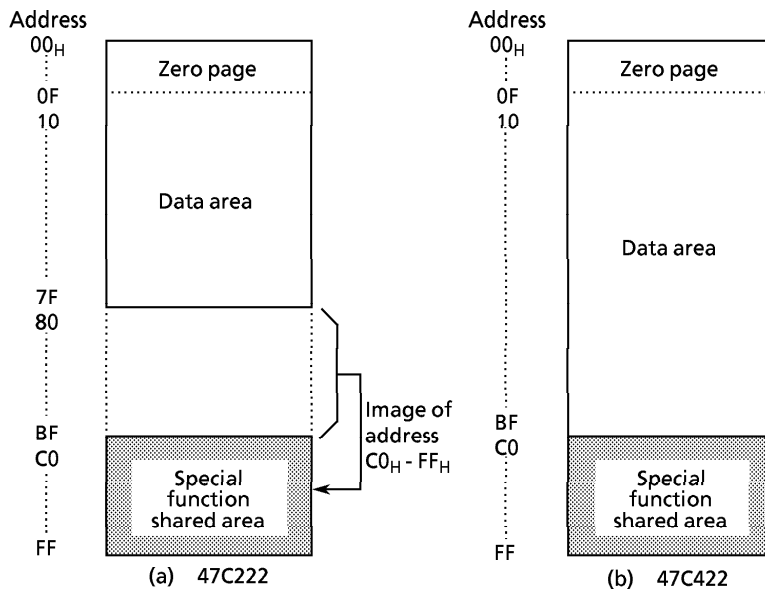 Address
00H
0F
10
7F
80
BF
C0
FF
Zero page
Data area
Special
function
shared area
Image of
address
C0H - FFH
(a) 47C222
Address
00H
0F
10
BF
C0
FF
Zero page
Data area
Special
function
shared area
(b) 47C422